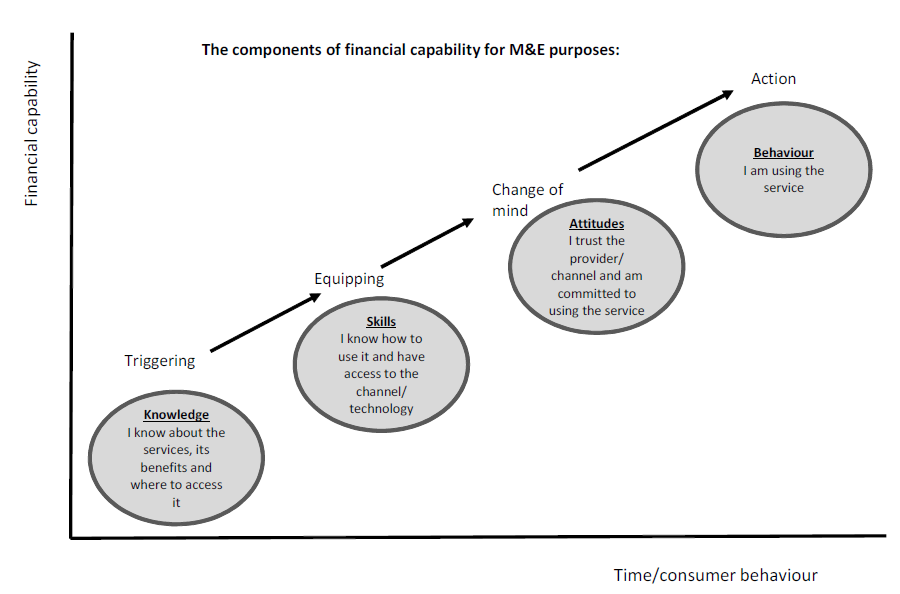 The components of financial capability for M&E purposes:
Financial capability
Action
Behaviour
I am using the
service
Change of
mind
Attitudes
I trust the
provider/
channel and am
committed to
using the service
Equipping
Skills
I know how to
use it and have
access to the
channel/
technology
Triggering
Knowledge
I know about the
services, its
benefits and
where to access
it
Time/consumer behaviour